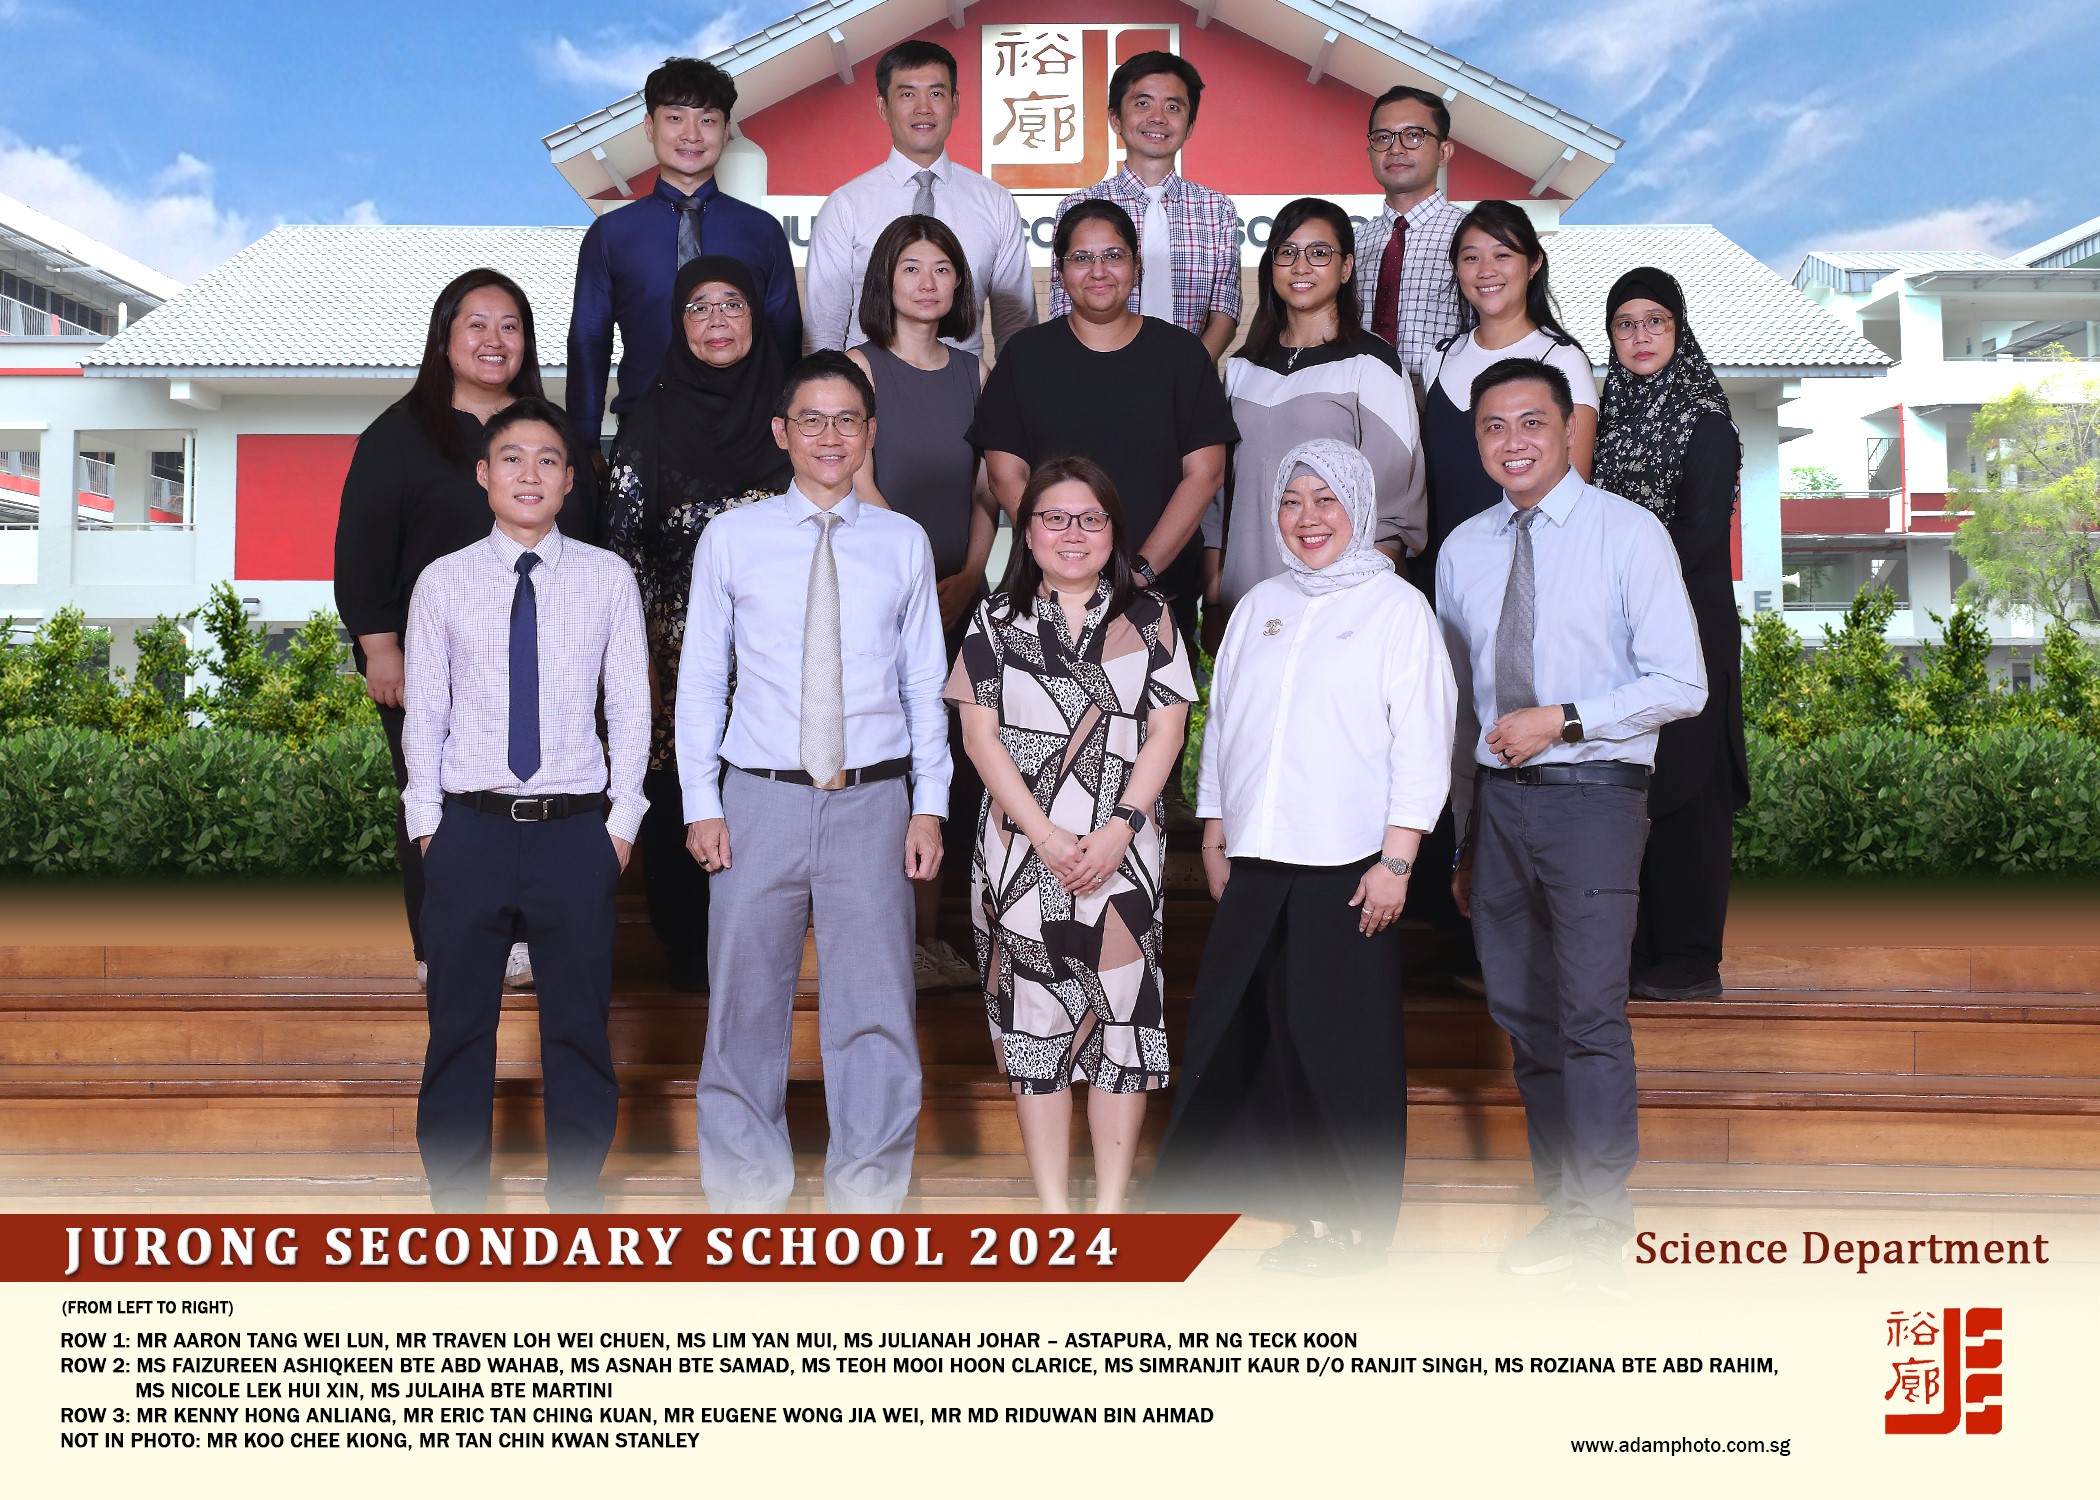 裕廊
JURONG SECONDARY SCHOOL 2024
Science Department
(FROM LEFT TO RIGHT)
ROW 1: MR AARON TANG WEI LUN, MR TRAVEN LOH WEI CHUEN, MS LIM YAN MUI, MS JULIANAH JOHAR – ASTAPURA, MR NG TECK KOON
ROW 2: MS FAIZUREEN ASHIQKEEN BTE ABD WAHAB, MS ASNAH BTE SAMAD, MS TEOH MOOI HOON CLARICE, MS SIMRANJIT KAUR D/O RANJIT SINGH, MS ROZIANA BTE ABD RAHIM,
MS NICOLE LEK HUI XIN, MS JULAIHA BTE MARTINI
ROW 3: MR KENNY HONG ANLIANG, MR ERIC TAN CHING KUAN, MR EUGENE WONG JIA WEI, MR MD RIDUWAN BIN AHMAD
NOT IN PHOTO: MR KOO CHEE KIONG, MR TAN CHIN KWAN STANLEY
www.adamphoto.com.sg
裕廊 JSS